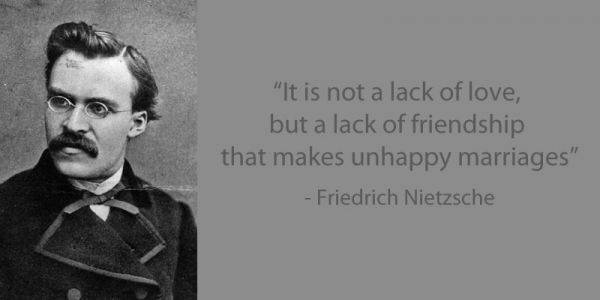 “It is not a lack of love,
but a lack of friendship
that makes unhappy marriages”
- Friedrich Nietzsche